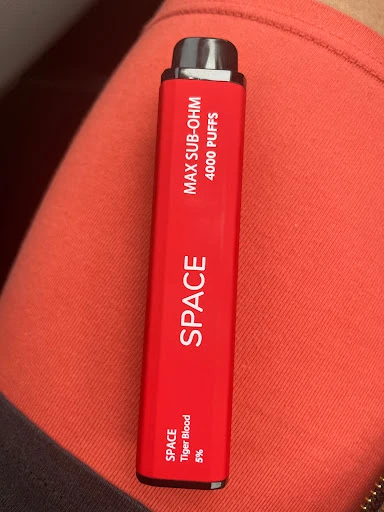 MAX SUB-OHM
4000 PUFFS
SPACE
SPACE
Tiger Blood
5%